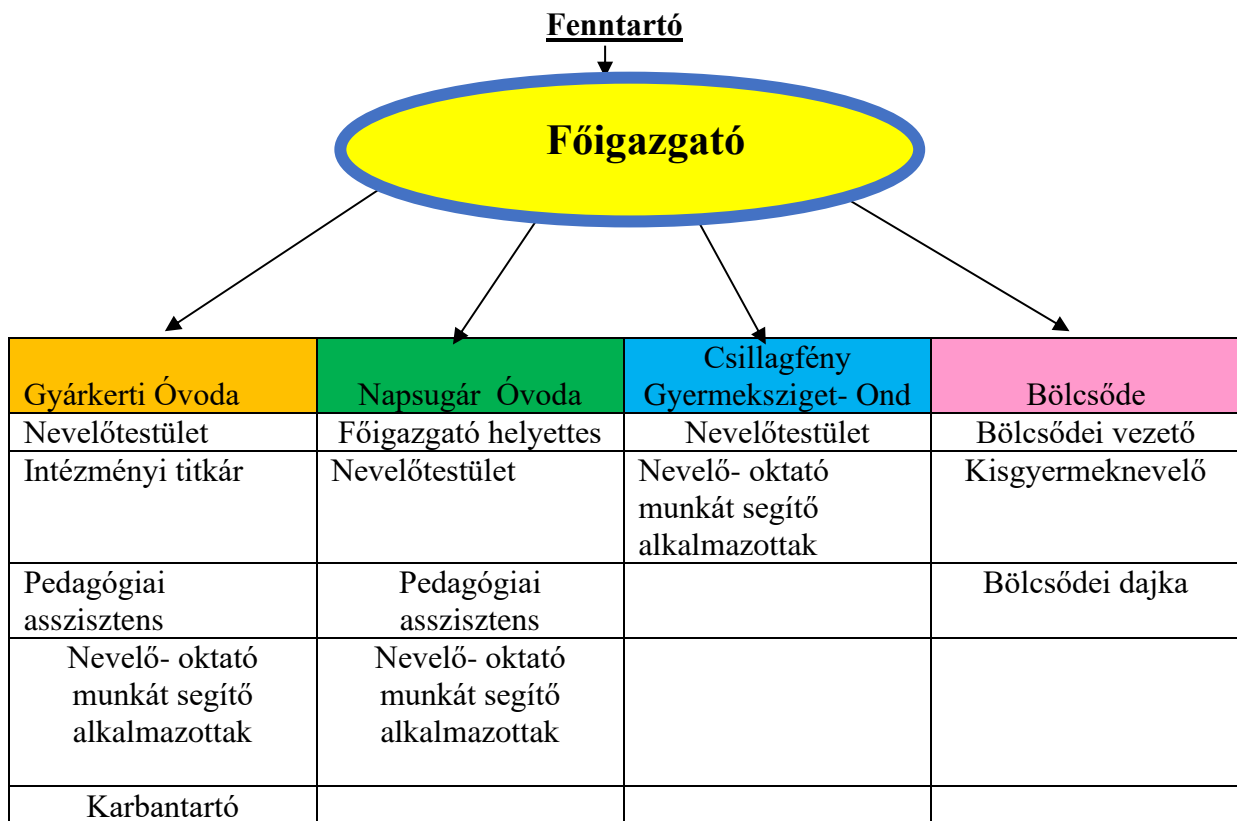 Fenntartó
Főigazgató
Gyárkerti Óvoda
Napsugár Óvoda
Csillagfény
Gyermeksziget- Ond
Bölcsőde
Nevelőtestület
Főigazgató helyettes
Nevelőtestület
Bölcsődei vezető
Intézményi titkár
Nevelőtestület
Nevelő- oktató
munkát segítő
alkalmazottak
Kisgyermeknevelő
Pedagógiai
asszisztens
Pedagógiai
asszisztens
Bölcsődei dajka
Nevelő- oktató
munkát segítő
alkalmazottak
Nevelő- oktató
munkát segítő
alkalmazottak
Karbantartó